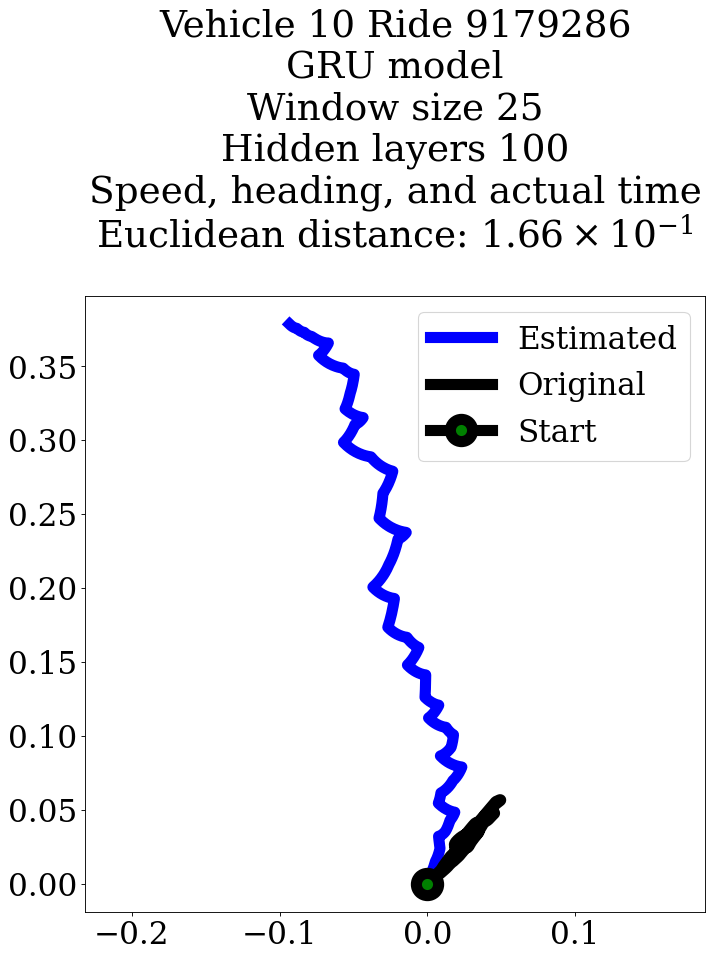 Vehicle 10 Ride 9179286
GRU model
Window size 25
Hidden layers 100
Speed, heading, and actual time
Euclidean distance: 1.66 × 10⁻¹
Estimated
Original
Start
0.35
0.30
0.25
0.20
0.15
0.10
0.05
0.00
−0.2 −0.1 0.0 0.1